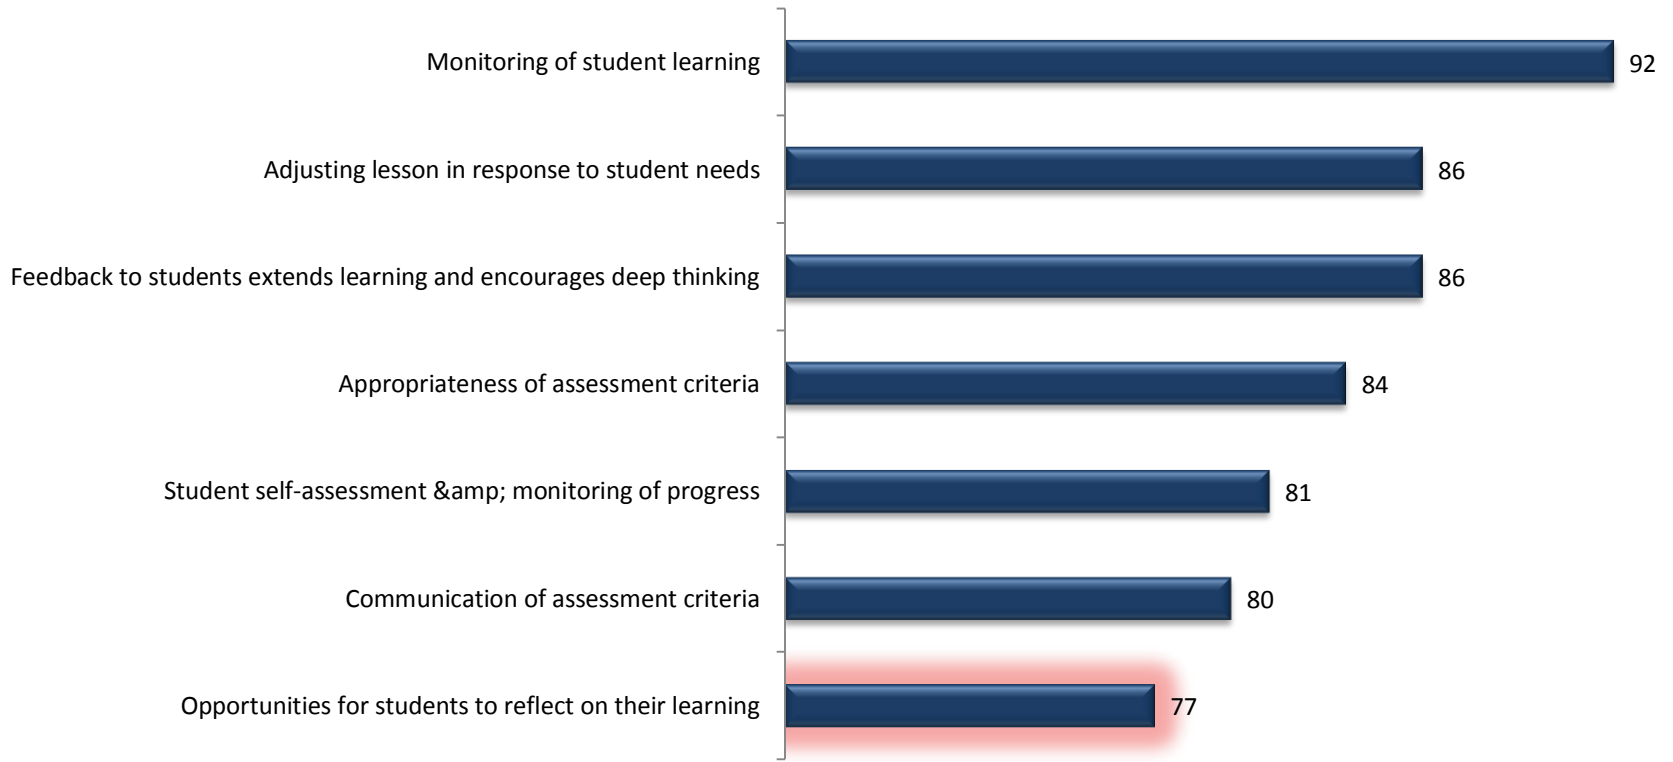 Monitoring of student learning 92
Adjusting lesson in response to student needs 86
Feedback to students extends learning and encourages deep thinking 86
Appropriateness of assessment criteria 84
Student self-assessment &amp; monitoring of progress 81
Communication of assessment criteria 80
Opportunities for students to reflect on their learning 77